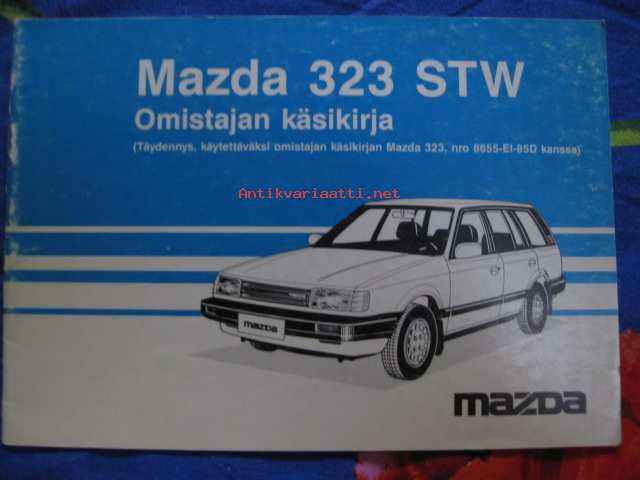 Mazda 323 STW
Omistajan käsikirja
(Täydennys, käytettäväksi omistajan käsikirjan Mazda 323, nro 8655-EI-85D kanssa)
Antikvariaatti.net
mazda
mazda